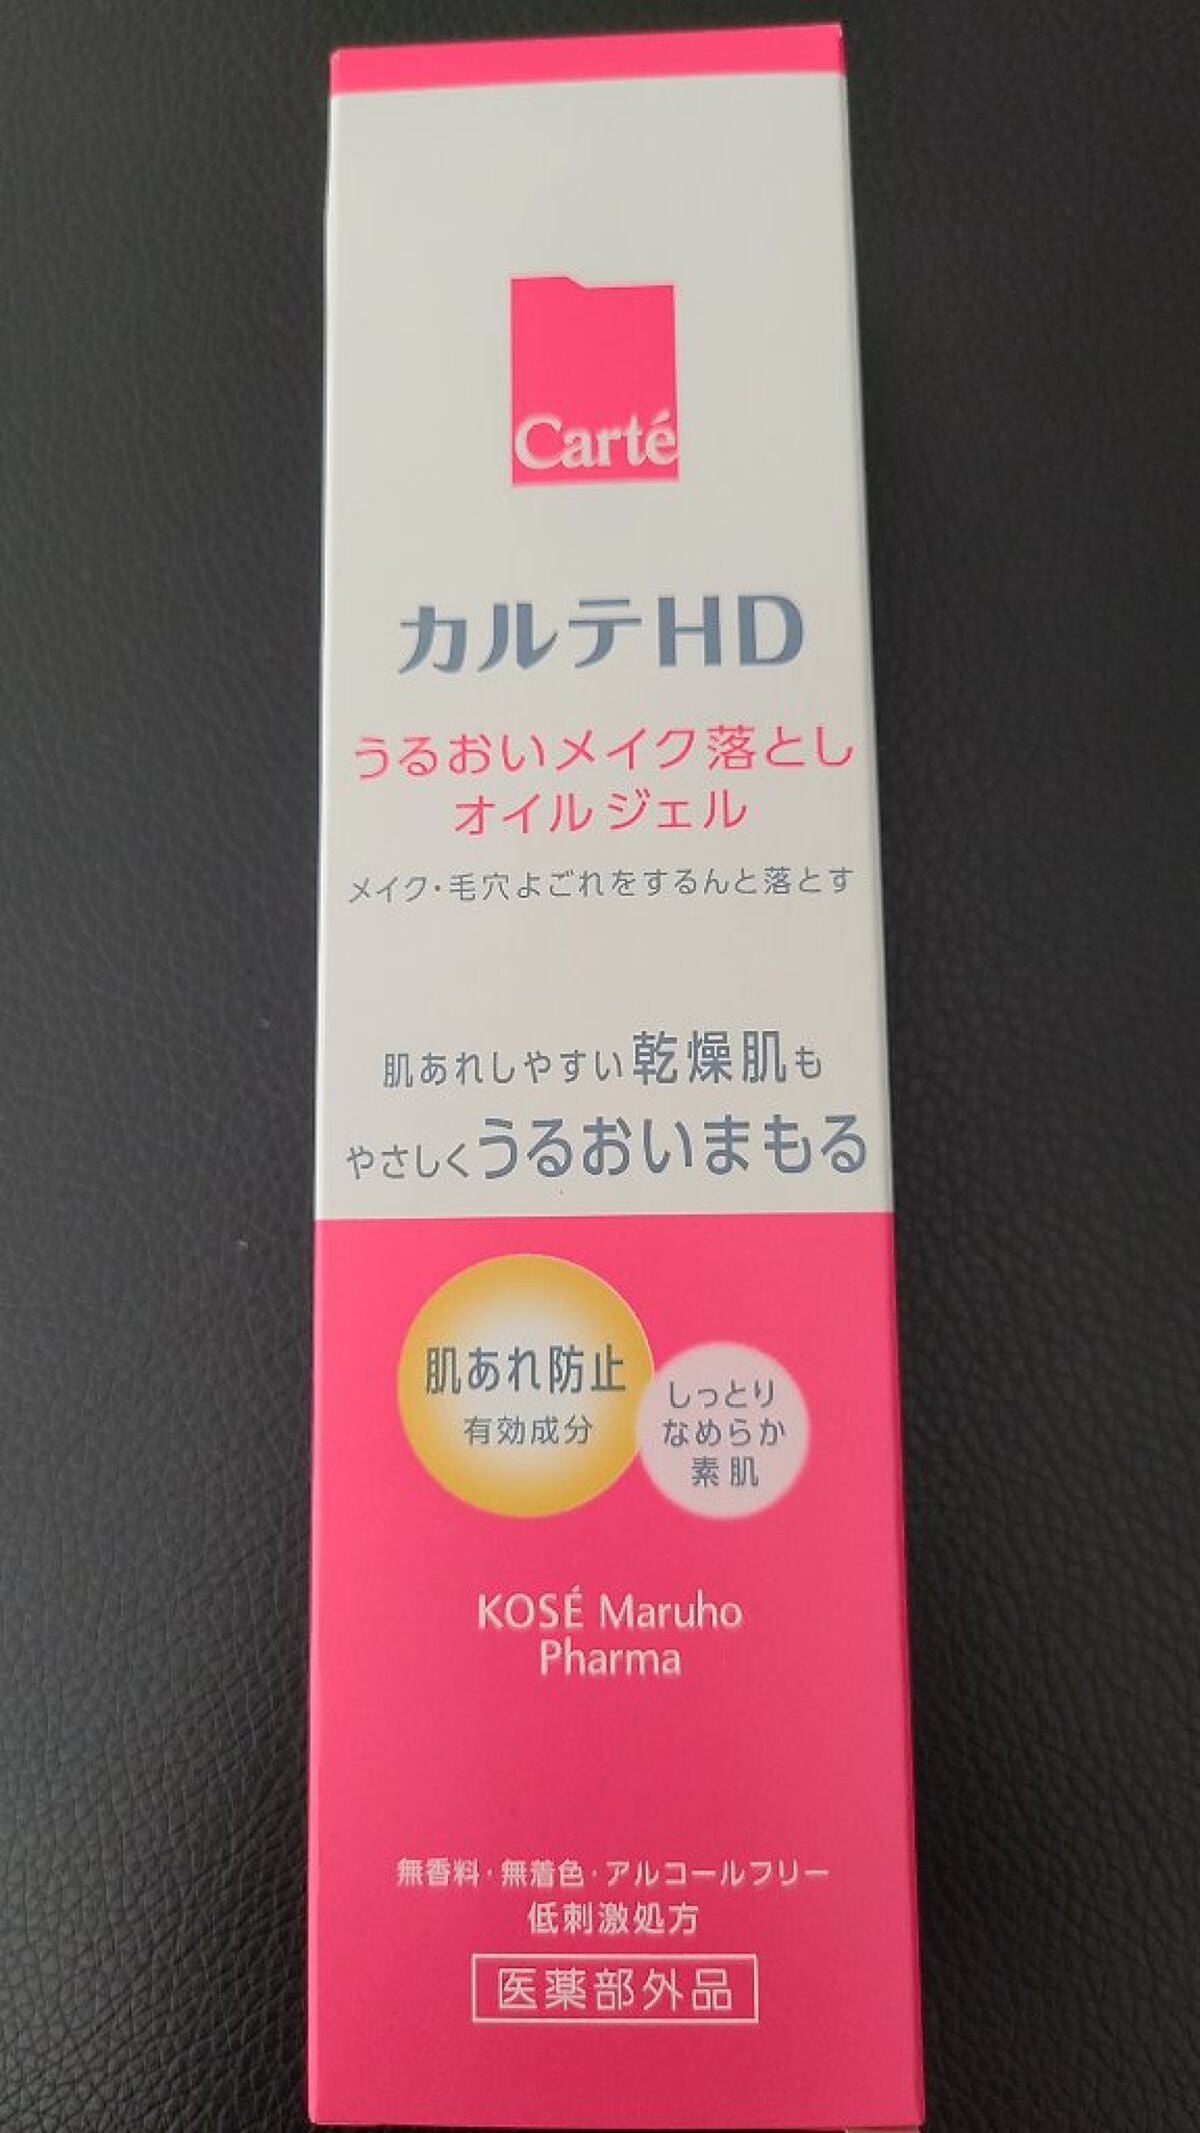 Carté
カルテHD
うるおいメイク落とし
オイルジェル
メイク・毛穴よごれをするんと落とす
肌あれしやすい乾燥肌も
やさしくうるおいまもる
肌あれ防止
有効成分
しっとり
なめらか
素肌
KOSÉ Maruho
Pharma
無香料・無着色・アルコールフリー
低刺激処方
医薬部外品